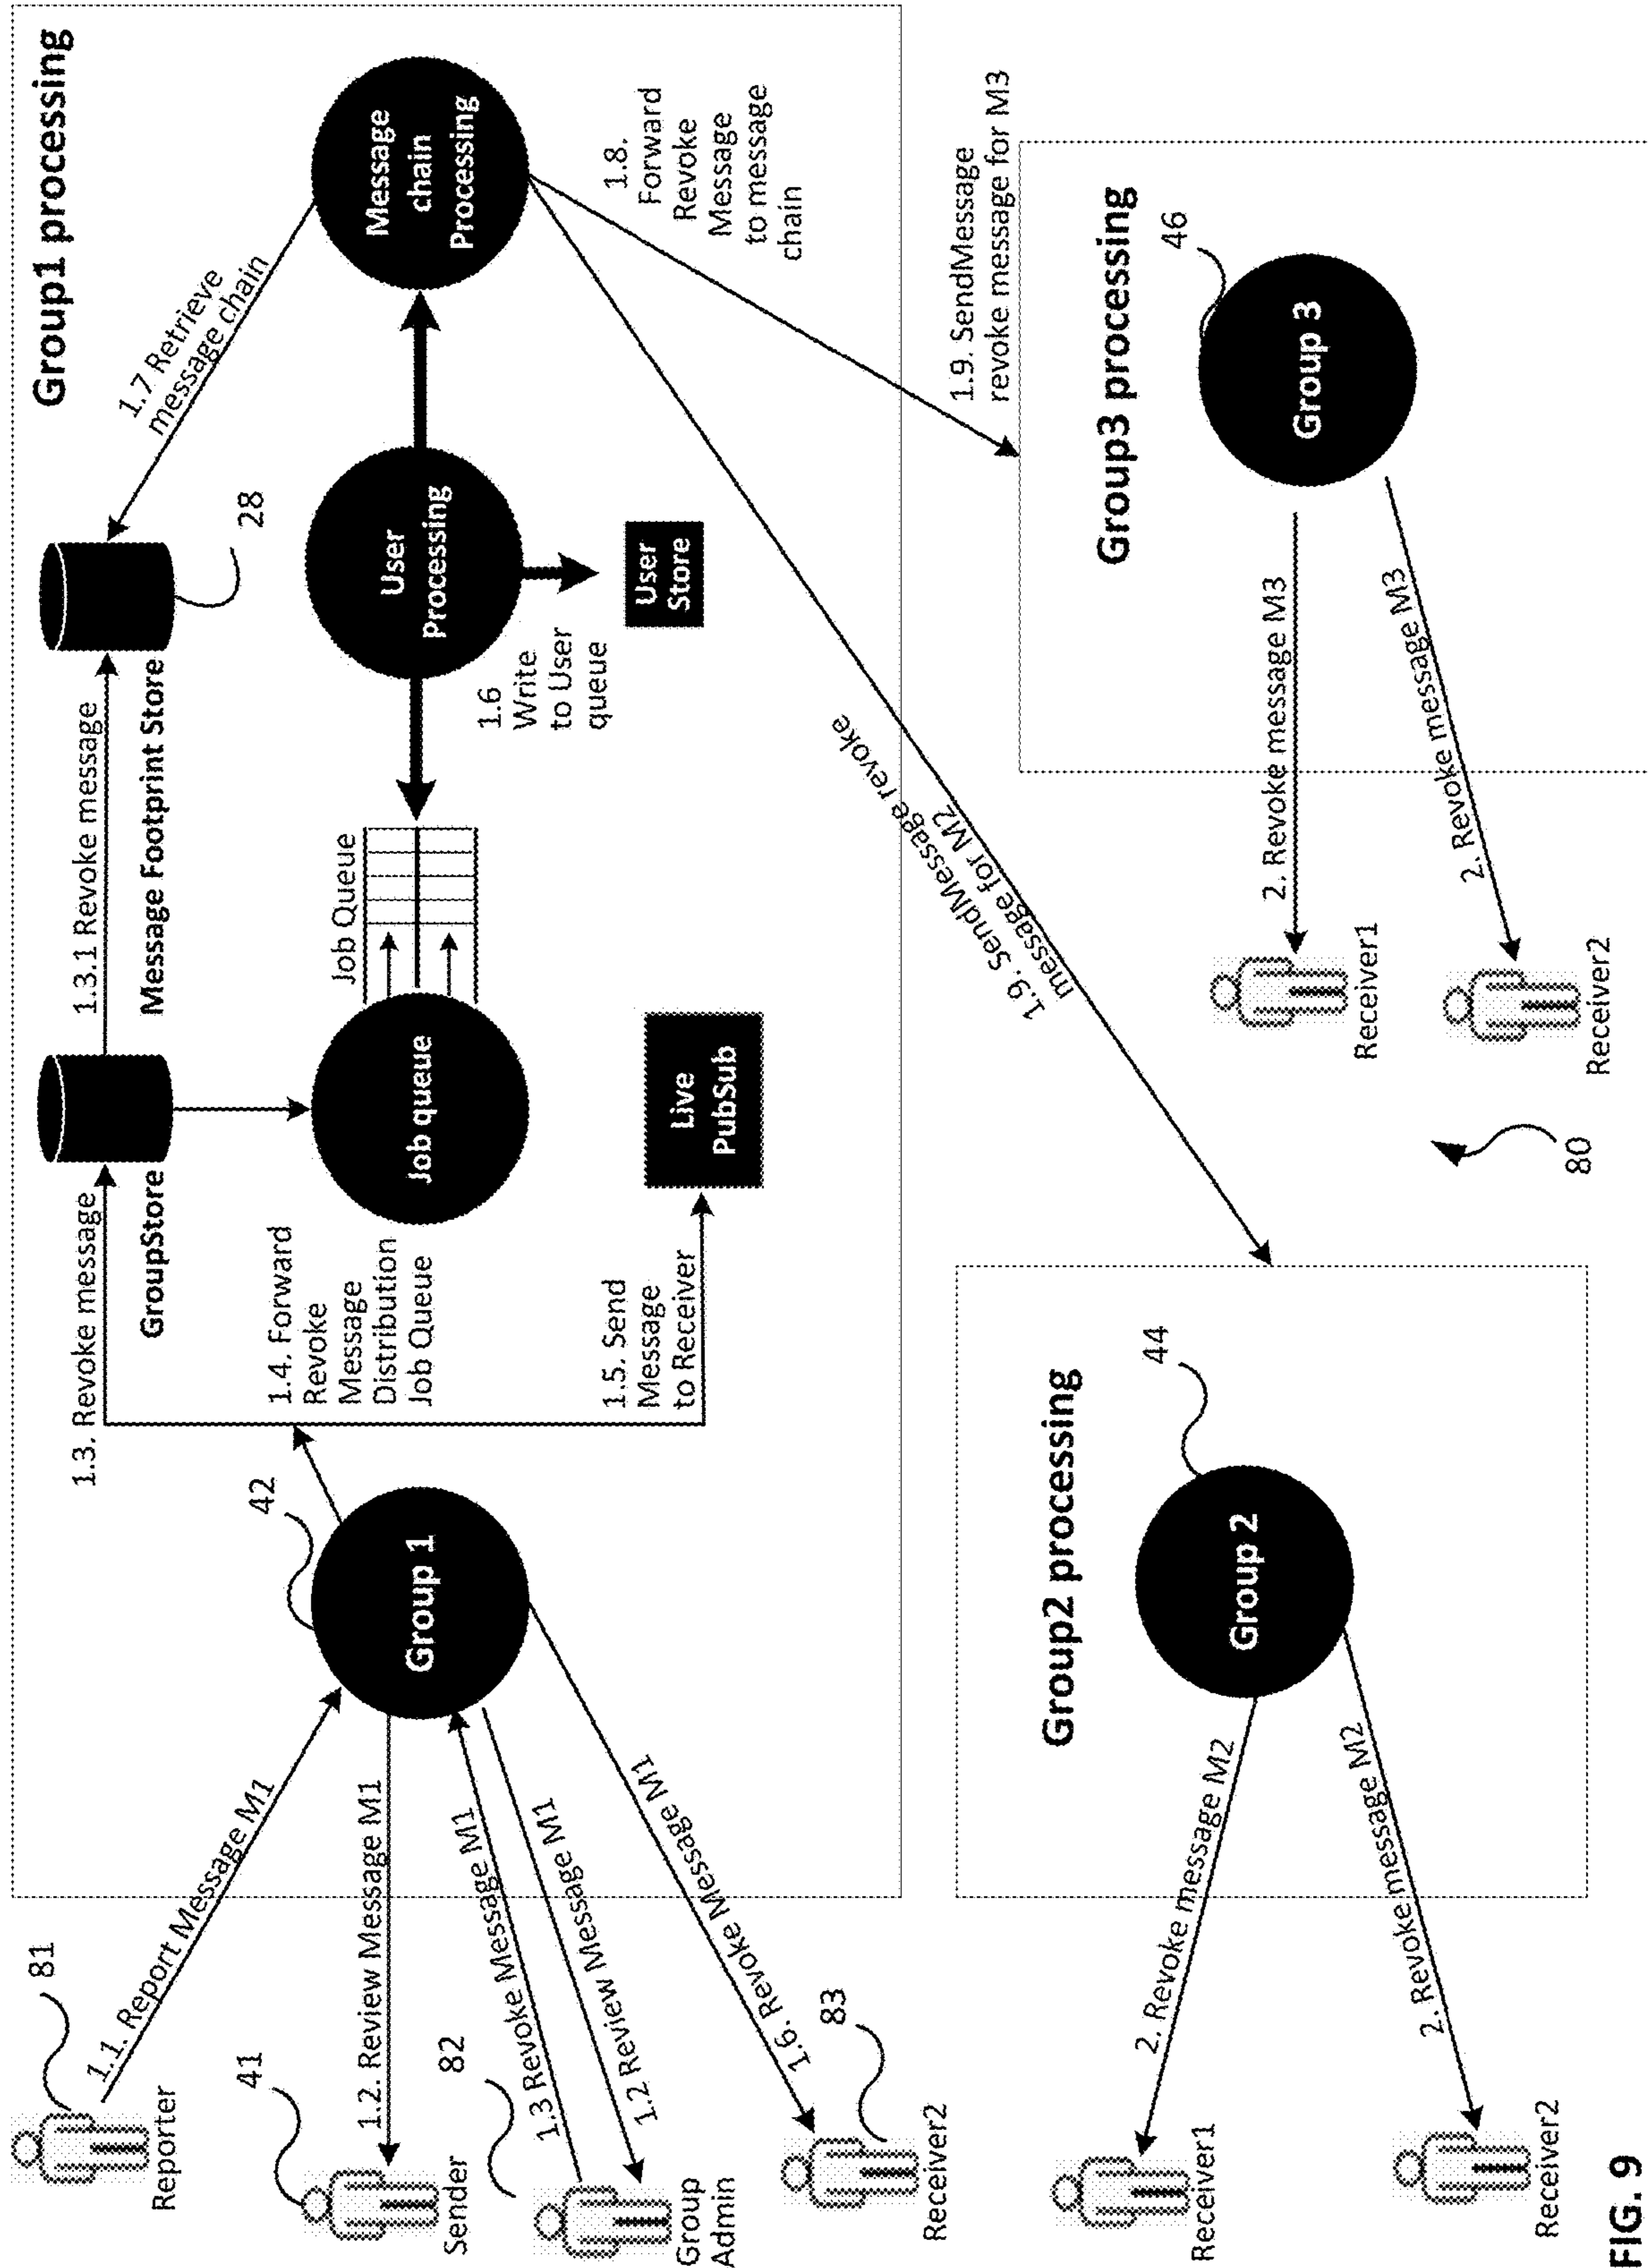 Group1 processing
81
1.1. Report Message M1
Reporter
41
1.2. Review Message M1
Sender
82
1.3 Revoke Message M1
1.2 Review Message M1
Group
Admin
1.6. Revoke Message M1
83
Receiver2
42
Group 1
1.3. Revoke message
GroupStore
1.3.1 Revoke message
Message Footprint Store
28
1.7 Retrieve
message chain
1.4. Forward
Revoke
Message
Distribution
Job Queue
Job queue
Job Queue
User
Processing
Message
chain
Processing
1.5. Send
Message
to Receiver
Live
PubSub
1.6
Write
to User
queue
User
Store
1.8.
Forward
Revoke
Message
to message
chain
1.9. SendMessage revoke
message for M2
1.9. SendMessage
revoke message for M3
Group2 processing
44
Group 2
2. Revoke message M2
Receiver1
2. Revoke message M2
Receiver2
Group3 processing
46
Group 3
2. Revoke message M3
Receiver1
2. Revoke message M3
Receiver2
80
FIG. 9